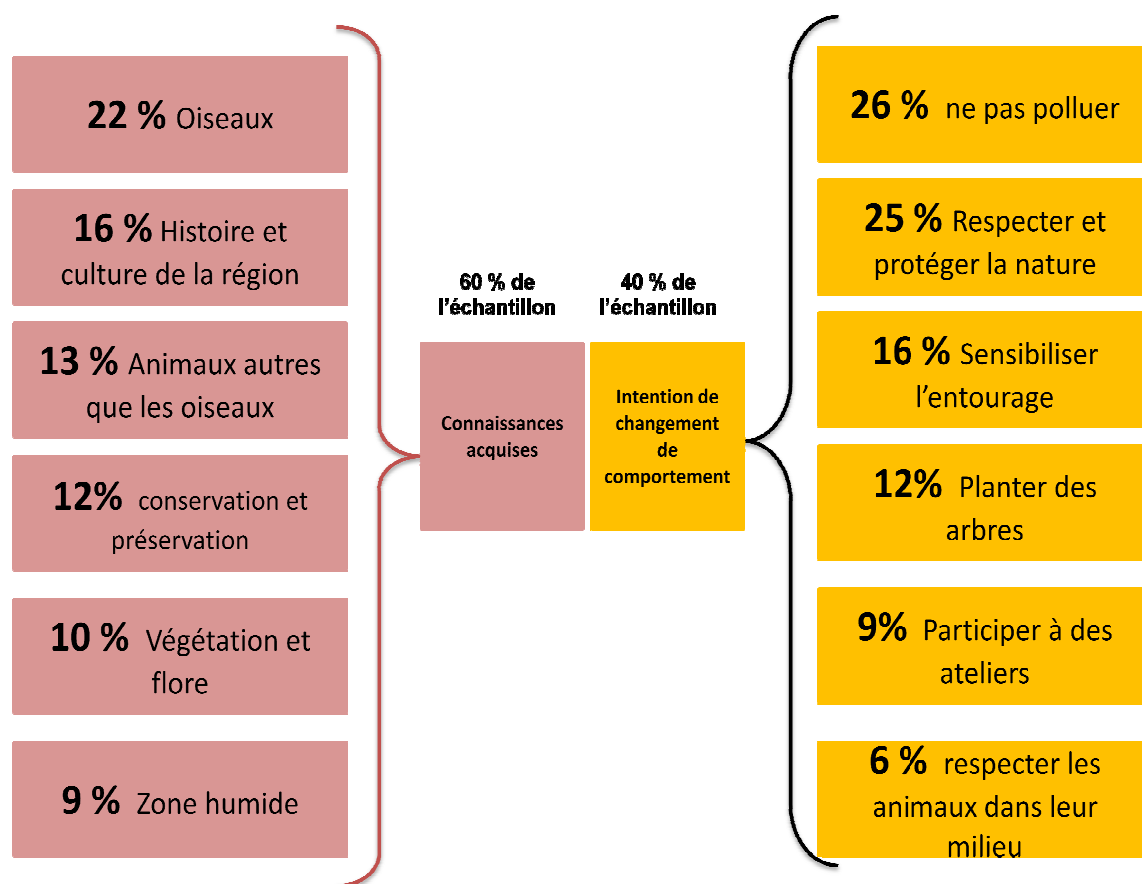 22 % Oiseaux
16 % Histoire et
culture de la région
13 % Animaux autres
que les oiseaux
12% conservation et
préservation
10 % Végétation et
flore
9 % Zone humide
60 % de
l'échantillon
Connaissances
acquises
40 % de
l'échantillon
Intention de
changement
de
comportement
26 % ne pas polluer
25 % Respecter et
protéger la nature
16 % Sensibiliser
l'entourage
12% Planter des
arbres
9% Participer à des
ateliers
6 % respecter les
animaux dans leur
milieu